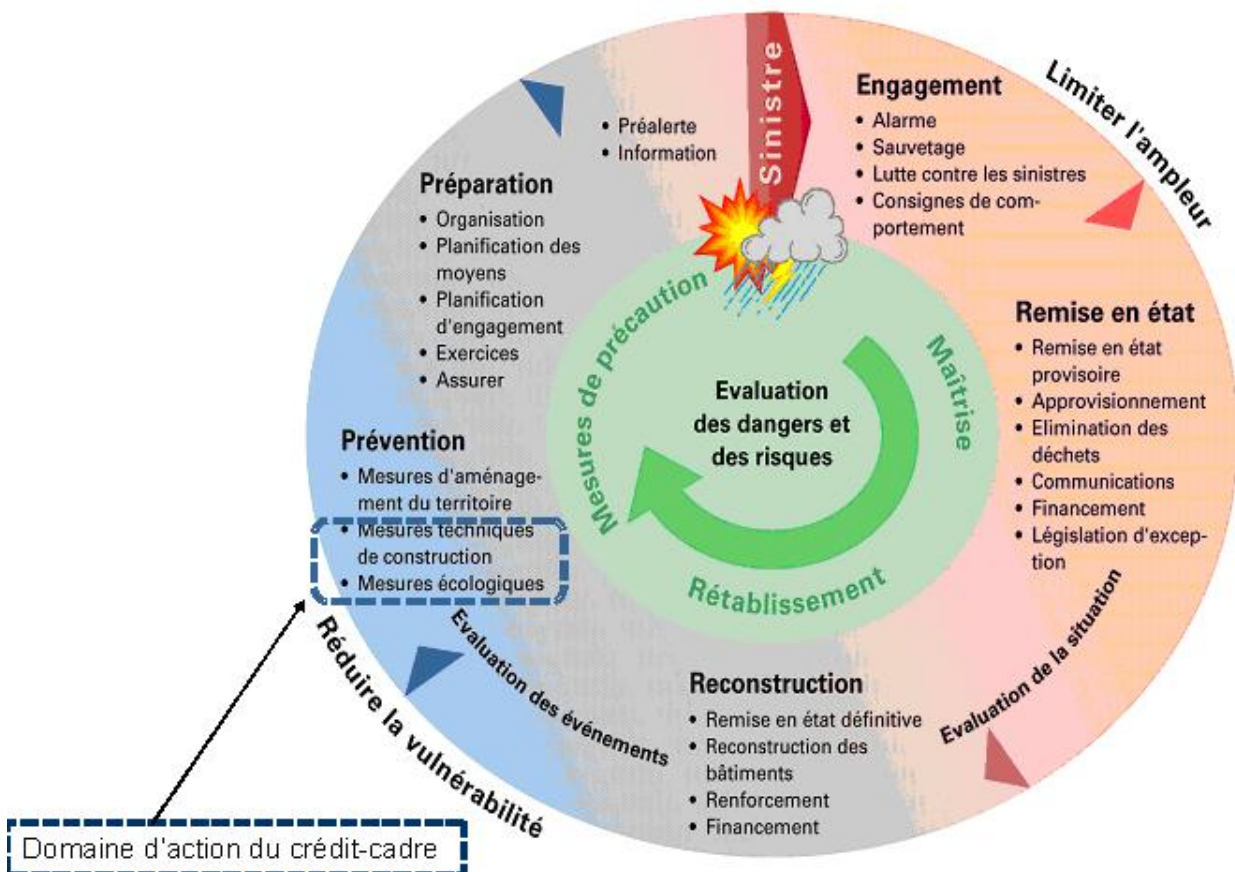 Sinistre
Engagement
• Alarme
• Sauvetage
• Lutte contre les sinistres
• Consignes de com-
portement
Limiter l'ampleur
Remise en état
• Remise en état
provisoire
• Approvisionnement
• Elimination des
déchets
• Communications
• Financement
• Législation d'excep-
tion
Evaluation de la situation
Reconstruction
• Remise en état définitive
• Reconstruction des
bâtiments
• Renforcement
• Financement
Evaluation des événements
Réduire la vulnérabilité
Prévention
• Mesures d'aménage-
ment du territoire
• Mesures techniques
de construction
• Mesures écologiques
Préparation
• Organisation
• Planification des
moyens
• Planification
d'engagement
• Exercices
• Assurer
• Préalerte
• Information
Mesures de précaution
Maîtrise
Rétablissement
Evaluation
des dangers et
des risques
Domaine d'action du crédit-cadre